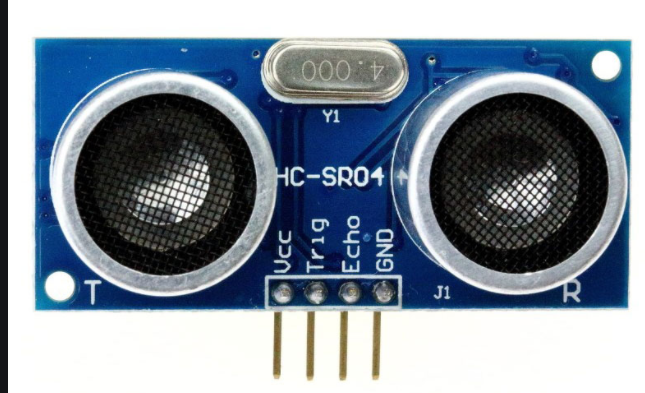 4.000
Y1
HC-SR04
Vcc
Trig
Echo
GND
T
J1
R